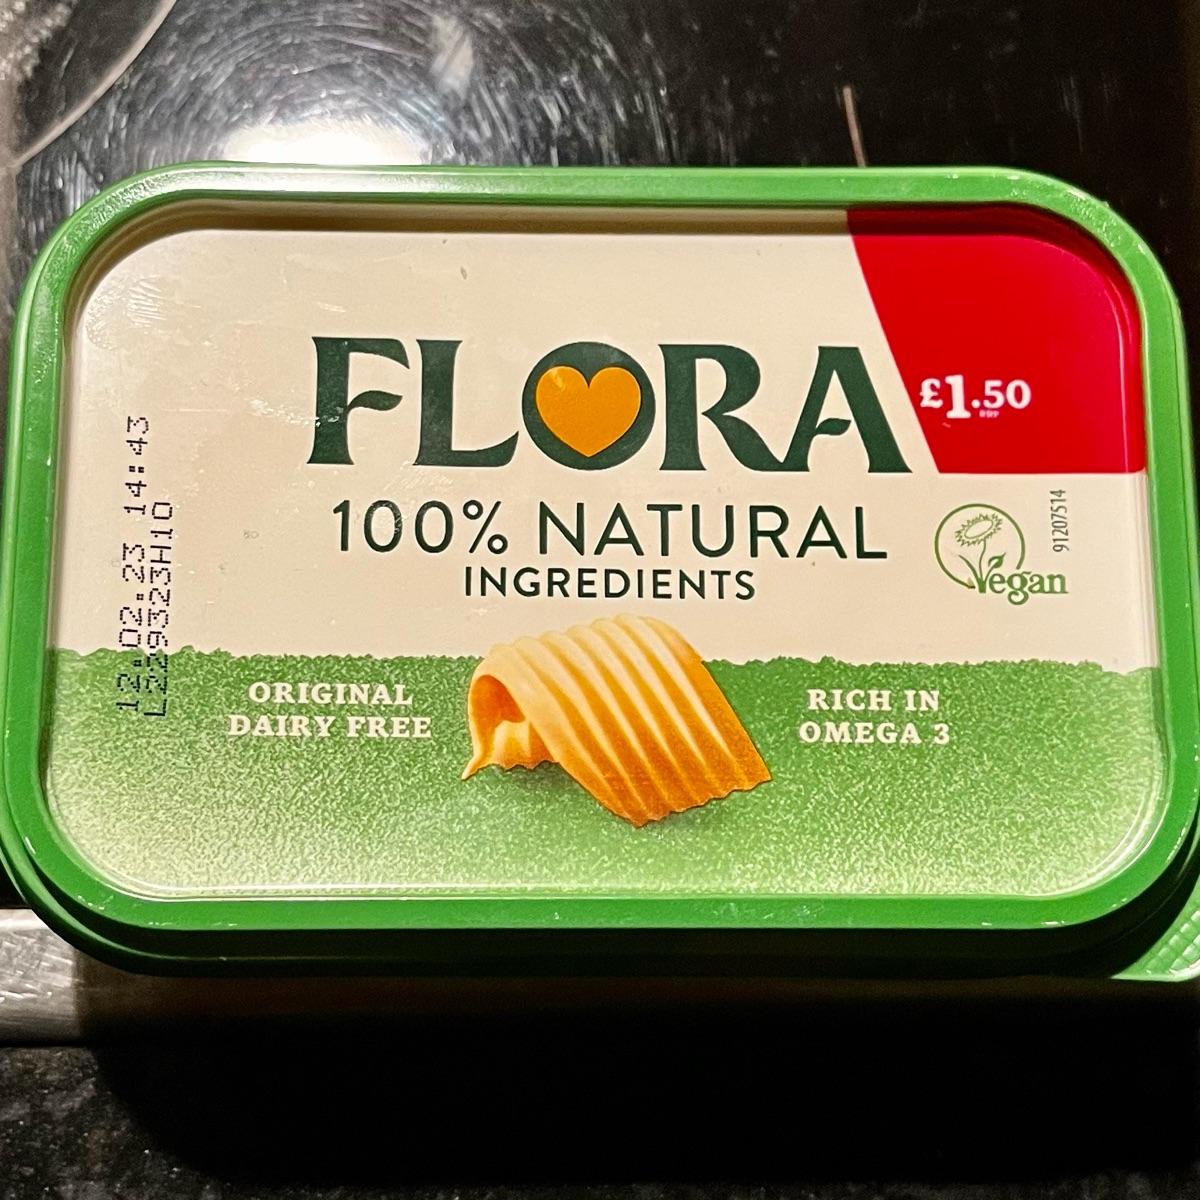 FLORA
£1.50
RRP
100% NATURAL
INGREDIENTS
Vegan
91207514
ORIGINAL
DAIRY FREE
RICH IN
OMEGA 3
12.02.23 14:43
L229323H10